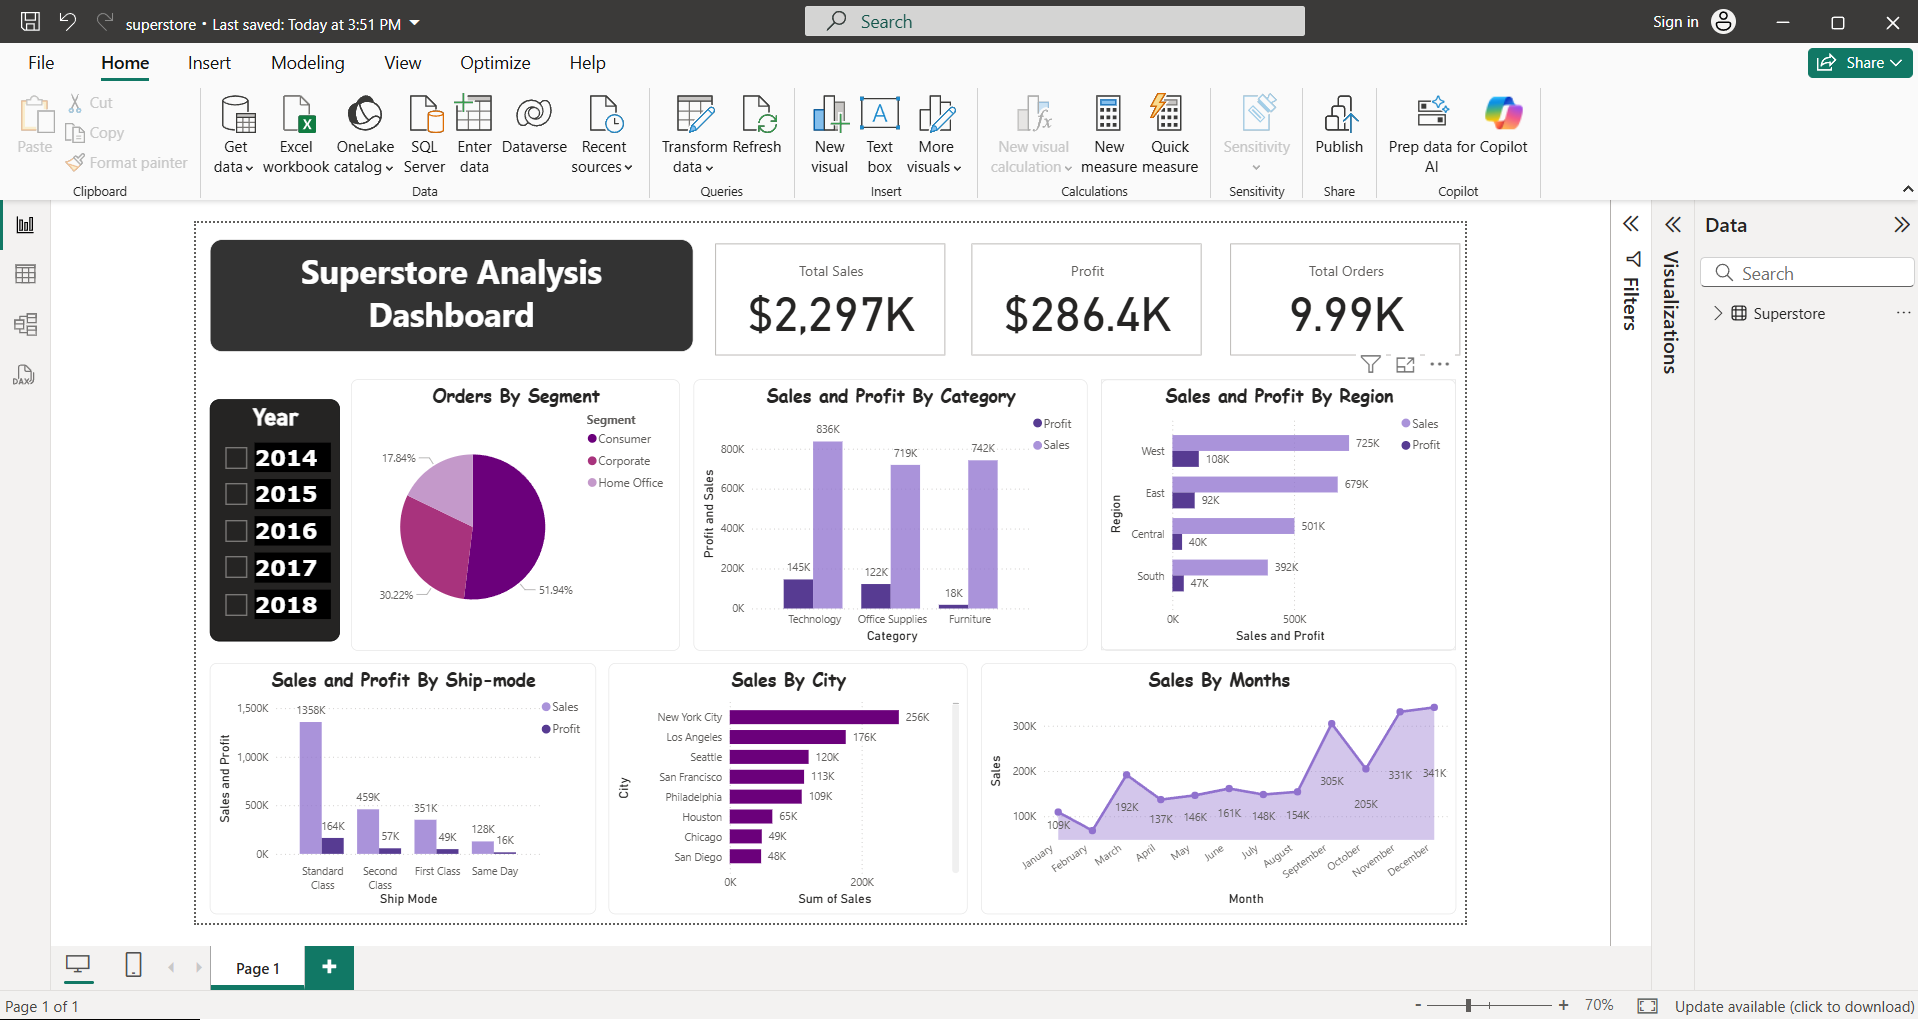 superstore • Last saved: Today at 3:51 PM
Search
Sign in
File Home Insert Modeling View Optimize Help
Share
Paste
Cut
Copy
Format painter
Clipboard
Get data
Excel workbook
OneLake catalog
SQL Server
Enter data
Dataverse
Recent sources
Data
Transform data
Refresh
Queries
New visual
Text box
More visuals
Insert
New visual calculation
New measure
Quick measure
Calculations
Sensitivity
Sensitivity
Publish
Share
Prep data for AI
Copilot
Copilot
DAX
Superstore Analysis
Dashboard
Total Sales
$2,297K
Profit
$286.4K
Total Orders
9.99K
Year
2014
2015
2016
2017
2018
Orders By Segment
Segment
Consumer
Corporate
Home Office
17.84%
30.22%
51.94%
Sales and Profit By Category
Profit
Sales
Profit and Sales
800K
600K
400K
200K
0K
145K
836K
122K
719K
18K
742K
Technology
Office Supplies
Furniture
Category
Sales and Profit By Region
Sales
Profit
Region
West
725K
108K
East
679K
92K
Central
501K
40K
South
392K
47K
0K
500K
Sales and Profit
Sales and Profit By Ship-mode
Sales
Profit
Sales and Profit
1,500K
1,000K
500K
0K
1358K
164K
459K
57K
351K
49K
128K
16K
Standard Class
Second Class
First Class
Same Day
Ship Mode
Sales By City
City
New York City
256K
Los Angeles
176K
Seattle
120K
San Francisco
113K
Philadelphia
109K
Houston
65K
Chicago
49K
San Diego
48K
0K
200K
Sum of Sales
Sales By Months
Sales
300K
200K
100K
109K
192K
137K
146K
161K
148K
154K
305K
205K
331K
341K
January
February
March
April
May
June
July
August
September
October
November
December
Month
Filters
Visualizations
Data
Search
Superstore
Page 1
Page 1 of 1
70%
Update available (click to download)